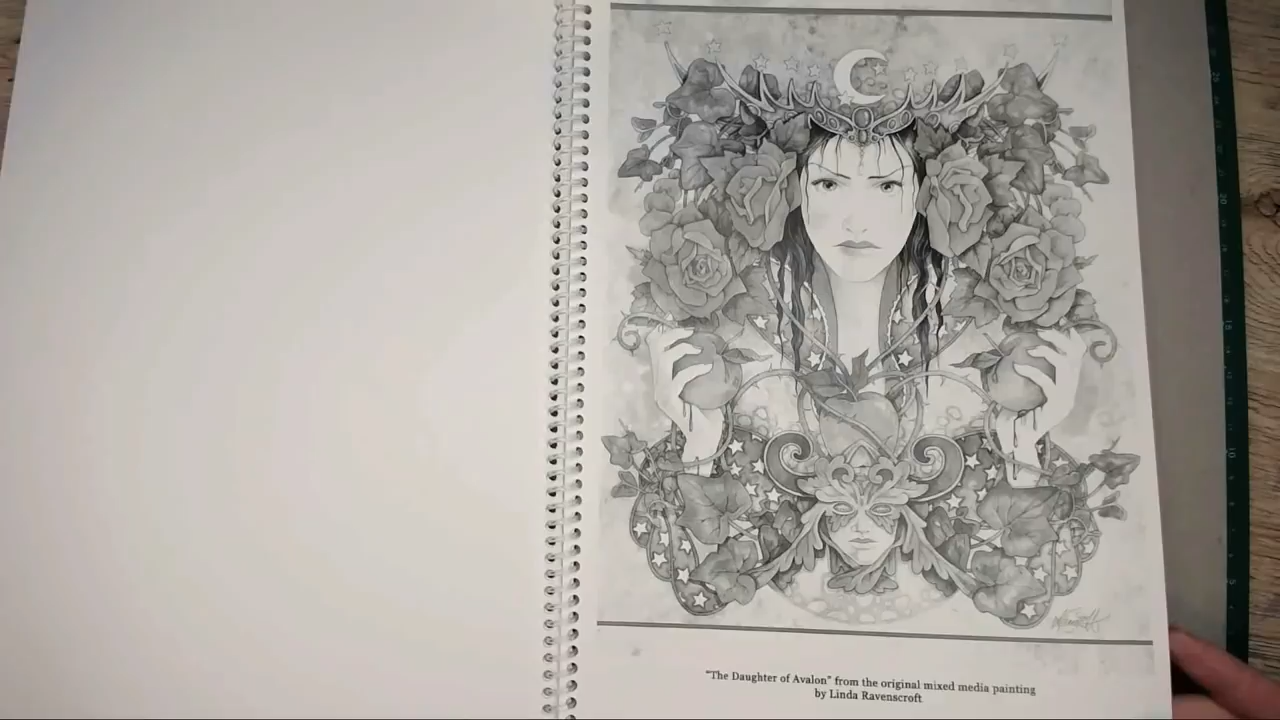 "The Daughter of Avalon" from the original mixed media painting
by Linda Ravenscroft